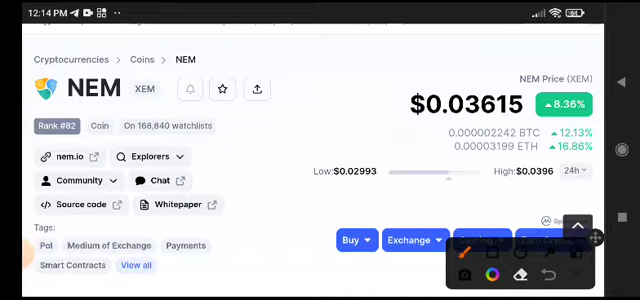 12:14 PM
Cryptocurrencies > Coins > NEM
NEM XEM
NEM Price (XEM)
$0.03615 8.36%
Rank #82 Coin On 168,840 watchlists
0.000002242 BTC 12.13%
0.00003199 ETH 16.86%
nem.io Explorers
Low:$0.02993 High:$0.0396 24h
Community Chat
Source code Whitepaper
Tags:
PoI Medium of Exchange Payments
Buy Exchange
Smart Contracts View all